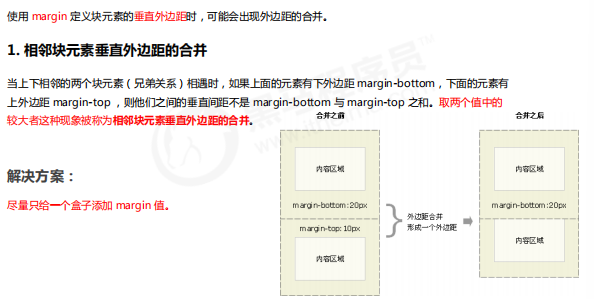 使用 margin 定义块元素的垂直外边距时，可能会出现外边距的合并。
1. 相邻块元素垂直外边距的合并
当上下相邻的两个块元素（兄弟关系）相遇时，如果上面的元素有下外边距 margin-bottom，下面的元素有
上外边距 margin-top ，则他们之间的垂直间距不是 margin-bottom 与 margin-top 之和。取两个值中的
较大者这种现象被称为相邻块元素垂直外边距的合并。
解决方案：
尽量只给一个盒子添加 margin 值。
合并之前
内容区域
margin-bottom:20px
margin-top:10px
内容区域
外边距合并
形成一个外边距
合并之后
内容区域
margin-bottom:20px
内容区域